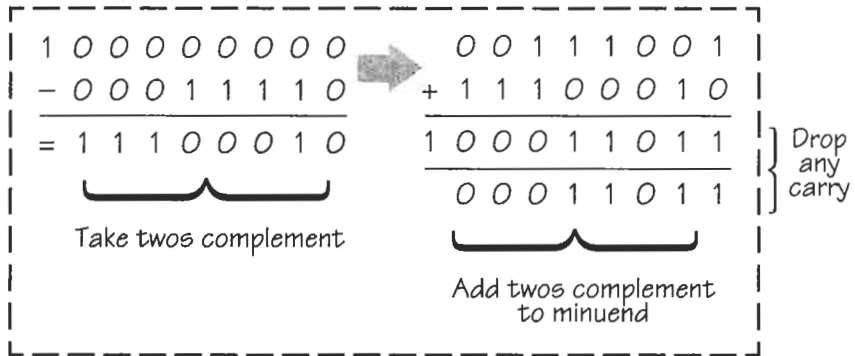 1 0 0 0 0 0 0 0 0
− 0 0 0 1 1 1 1 0
= 1 1 1 0 0 0 1 0
Take twos complement
0 0 1 1 1 0 0 1
+ 1 1 1 0 0 0 1 0
1 0 0 0 1 1 0 1 1
0 0 0 1 1 0 1 1
Drop
any
carry
Add twos complement
to minuend